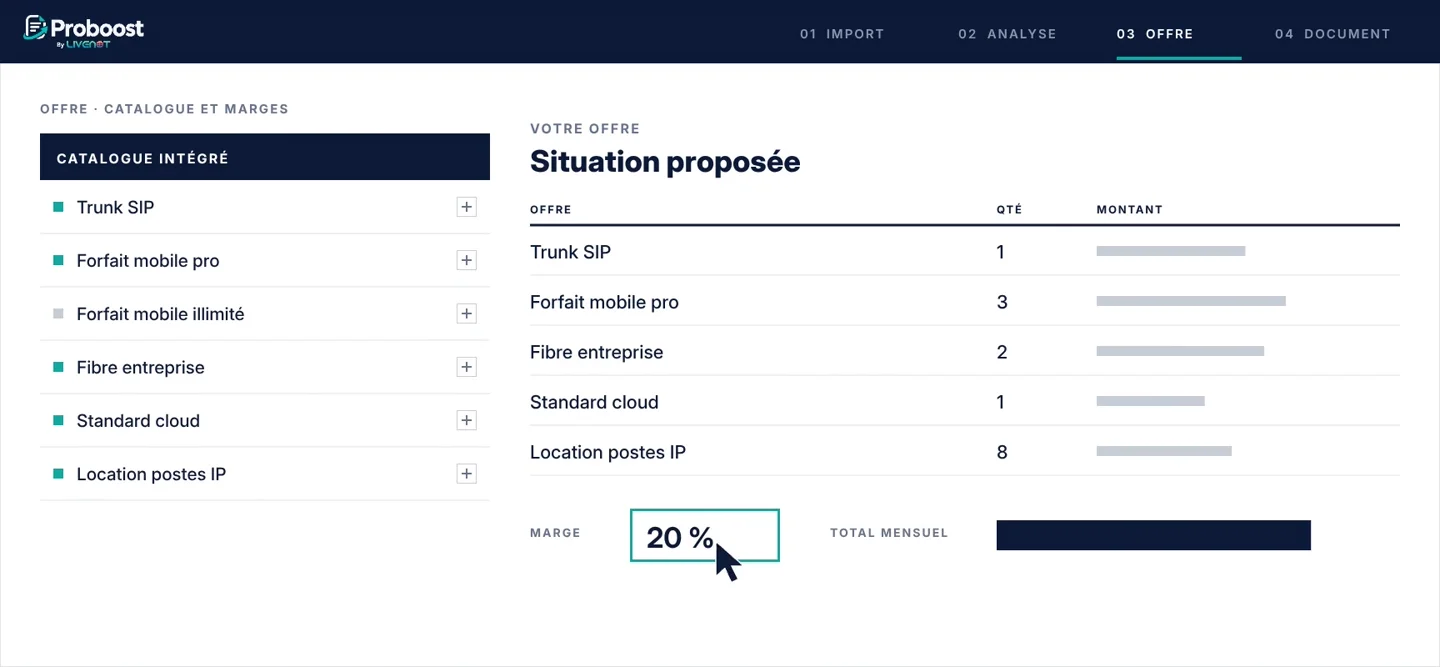 Proboost
By LIVENOT
01 IMPORT
02 ANALYSE
03 OFFRE
04 DOCUMENT
OFFRE · CATALOGUE ET MARGES
CATALOGUE INTÉGRÉ
Trunk SIP
Forfait mobile pro
Forfait mobile illimité
Fibre entreprise
Standard cloud
Location postes IP
VOTRE OFFRE
Situation proposée
OFFRE QTÉ MONTANT
Trunk SIP 1
Forfait mobile pro 3
Fibre entreprise 2
Standard cloud 1
Location postes IP 8
MARGE 20 % TOTAL MENSUEL